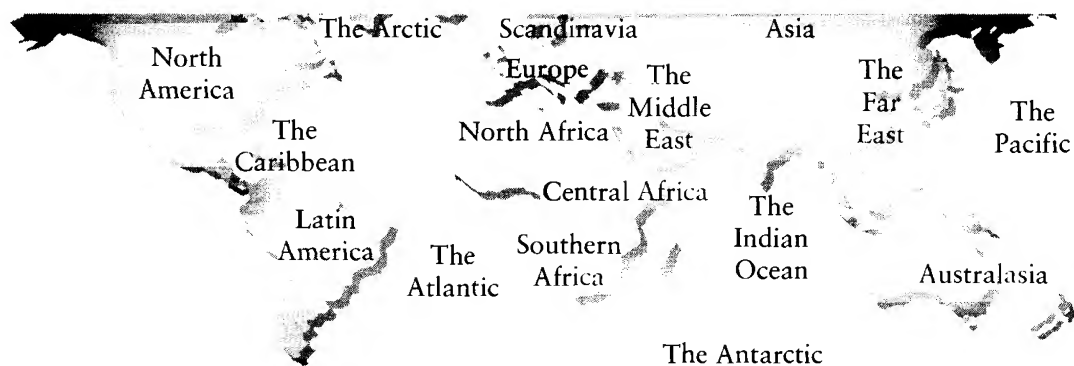 The Arctic
Scandinavia
Asia
North
America
Europe
The
Middle
East
The
Far
East
The
Pacific
The
Caribbean
North Africa
Central Africa
Latin
America
The
Atlantic
Southern
Africa
The
Indian
Ocean
Australasia
The Antarctic